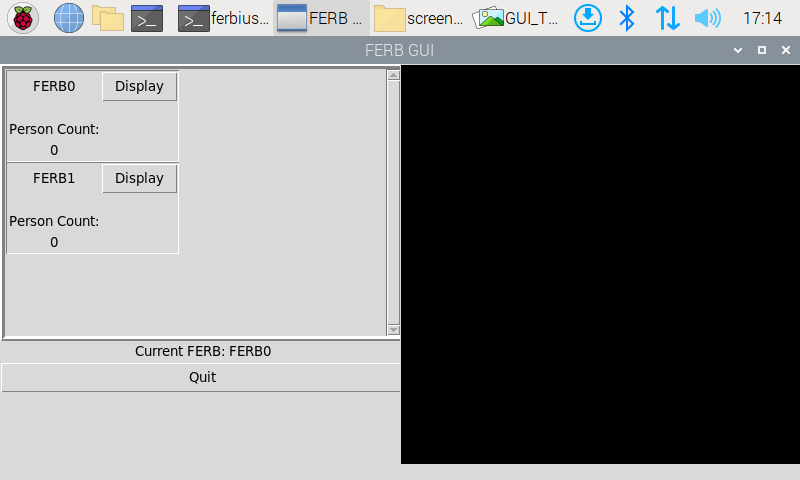 >_ >_ ferbius... FERB ... screen... GUI_T... 17:14
FERB GUI
FERB0 Display
Person Count:
0
FERB1 Display
Person Count:
0
Current FERB: FERB0
Quit